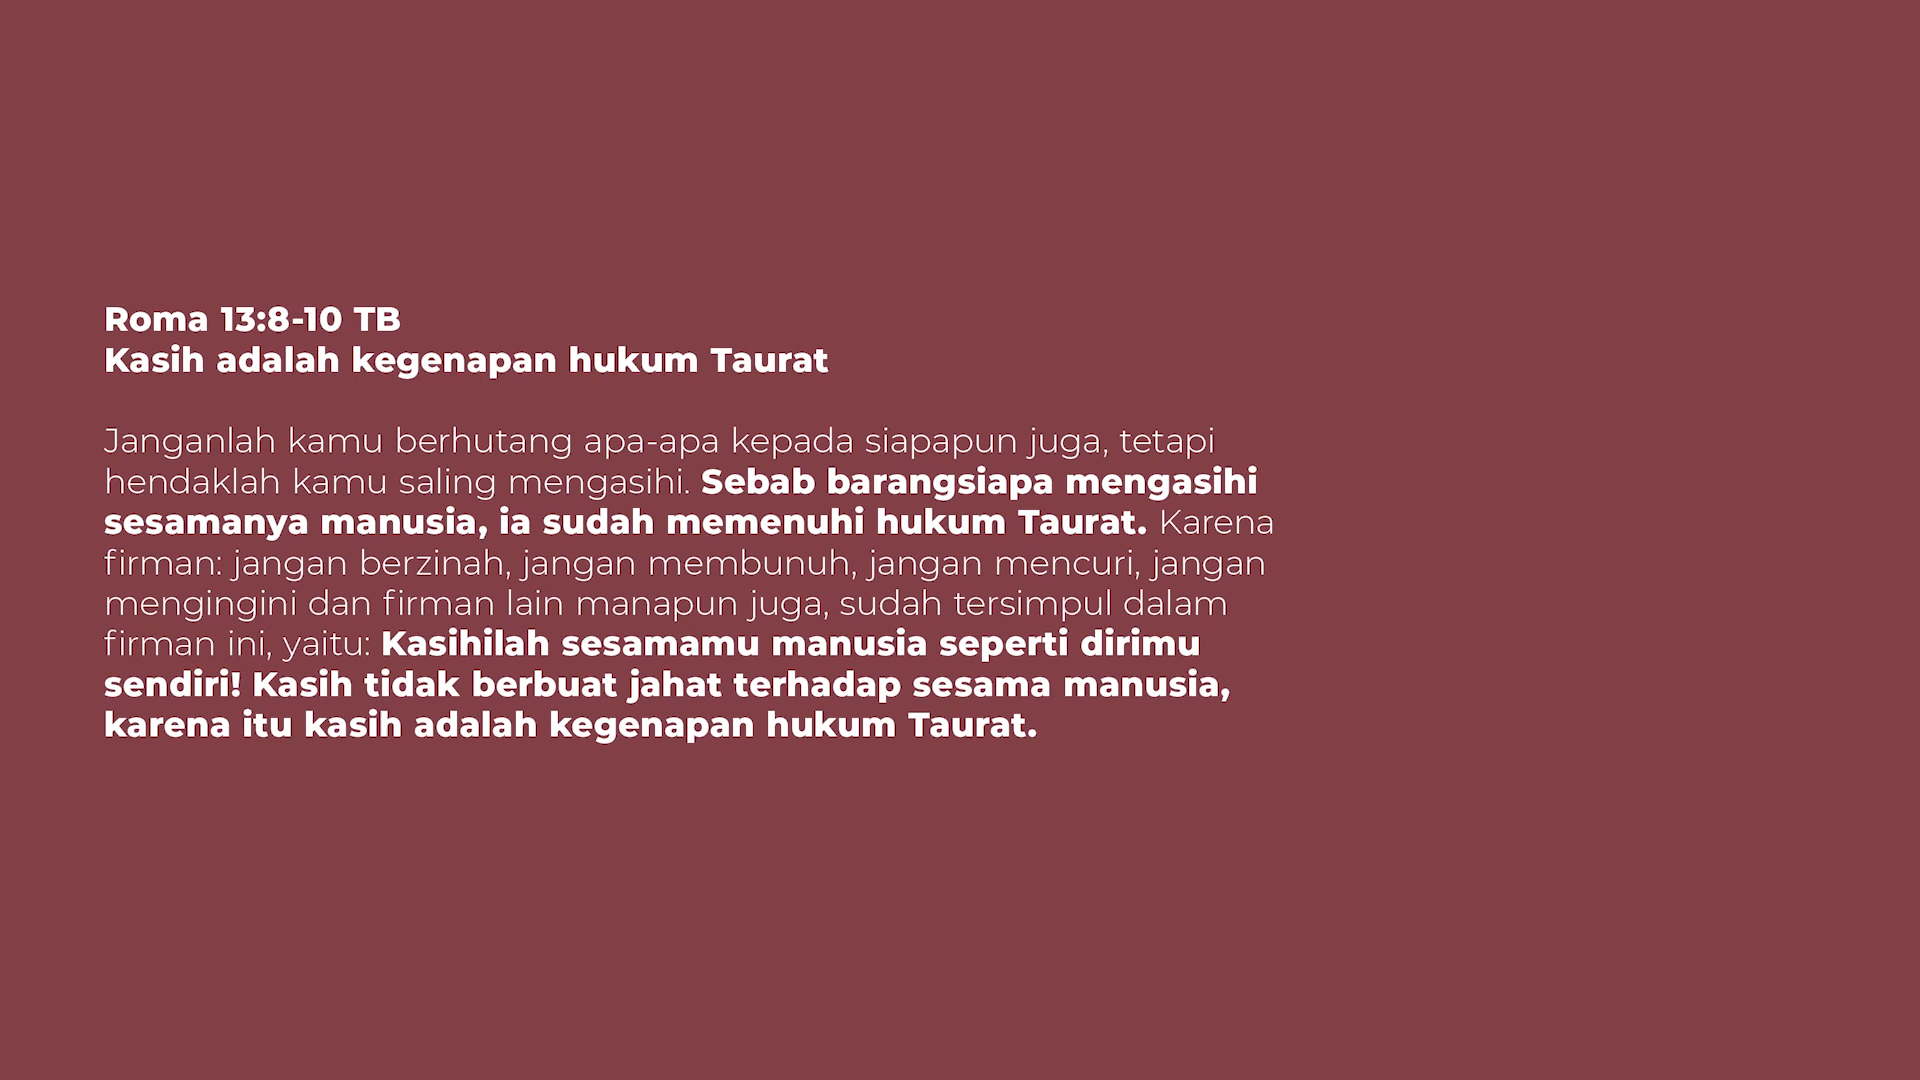 Roma 13:8-10 TB
Kasih adalah kegenapan hukum Taurat
Janganlah kamu berhutang apa-apa kepada siapapun juga, tetapi
hendaklah kamu saling mengasihi. Sebab barangsiapa mengasihi
sesamanya manusia, ia sudah memenuhi hukum Taurat. Karena
firman: jangan berzinah, jangan membunuh, jangan mencuri, jangan
mengingini dan firman lain manapun juga, sudah tersimpul dalam
firman ini, yaitu: Kasihilah sesamamu manusia seperti dirimu
sendiri! Kasih tidak berbuat jahat terhadap sesama manusia,
karena itu kasih adalah kegenapan hukum Taurat.